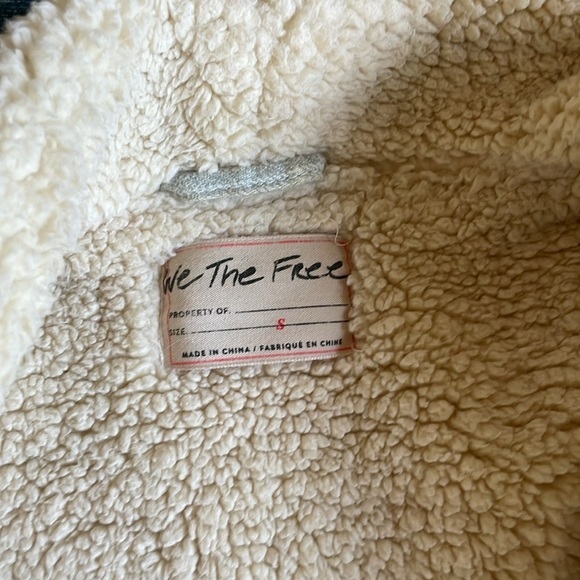 We The Free
PROPERTY OF.
SIZE. S
MADE IN CHINA / FABRIQUÉ EN CHINE